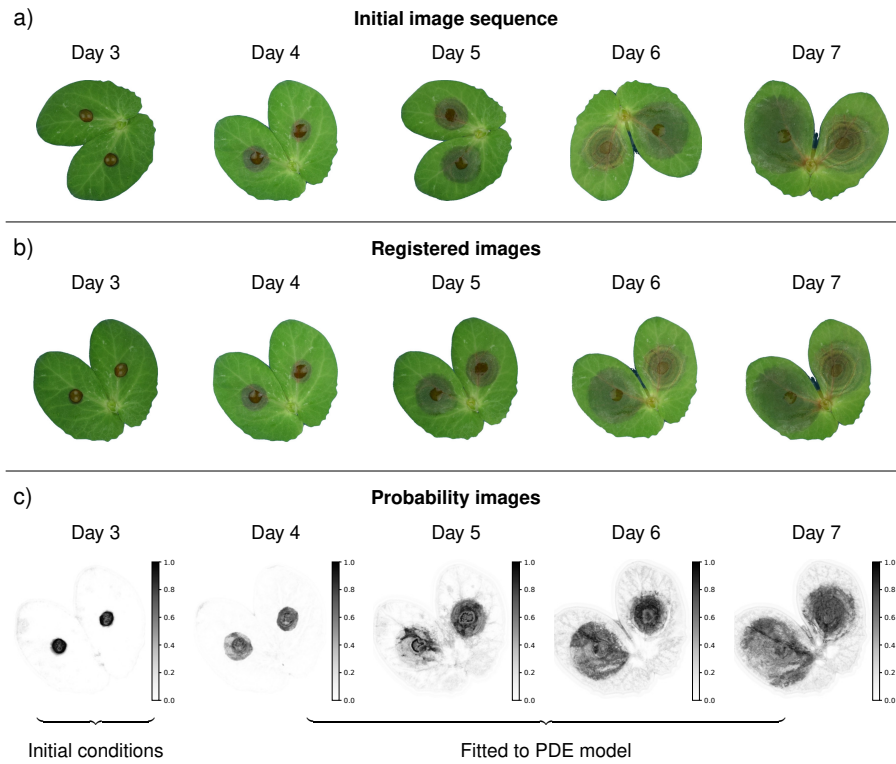 a)
Initial image sequence
Day 3 Day 4 Day 5 Day 6 Day 7
b)
Registered images
Day 3 Day 4 Day 5 Day 6 Day 7
c)
Probability images
Day 3 Day 4 Day 5 Day 6 Day 7
1.0 1.0 1.0 1.0 1.0
0.8 0.8 0.8 0.8 0.8
0.6 0.6 0.6 0.6 0.6
0.4 0.4 0.4 0.4 0.4
0.2 0.2 0.2 0.2 0.2
0.0 0.0 0.0 0.0 0.0
Initial conditions Fitted to PDE model